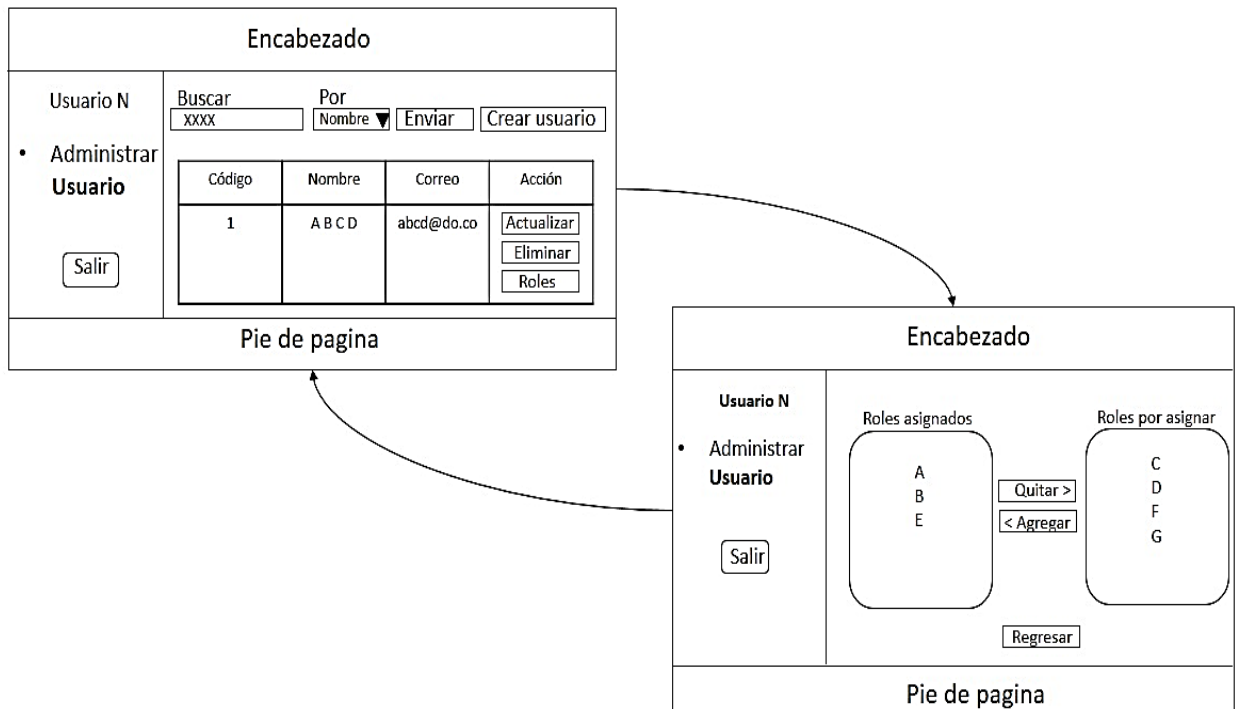 Encabezado
Usuario N
• Administrar
Usuario
Salir
Buscar Por
XXXX Nombre ▼ Enviar Crear usuario
Código Nombre Correo Acción
1 A B C D abcd@do.co Actualizar
Eliminar
Roles
Pie de pagina
Encabezado
Usuario N
• Administrar
Usuario
Salir
Roles asignados
A
B
E
Quitar >
< Agregar
Roles por asignar
C
D
F
G
Regresar
Pie de pagina